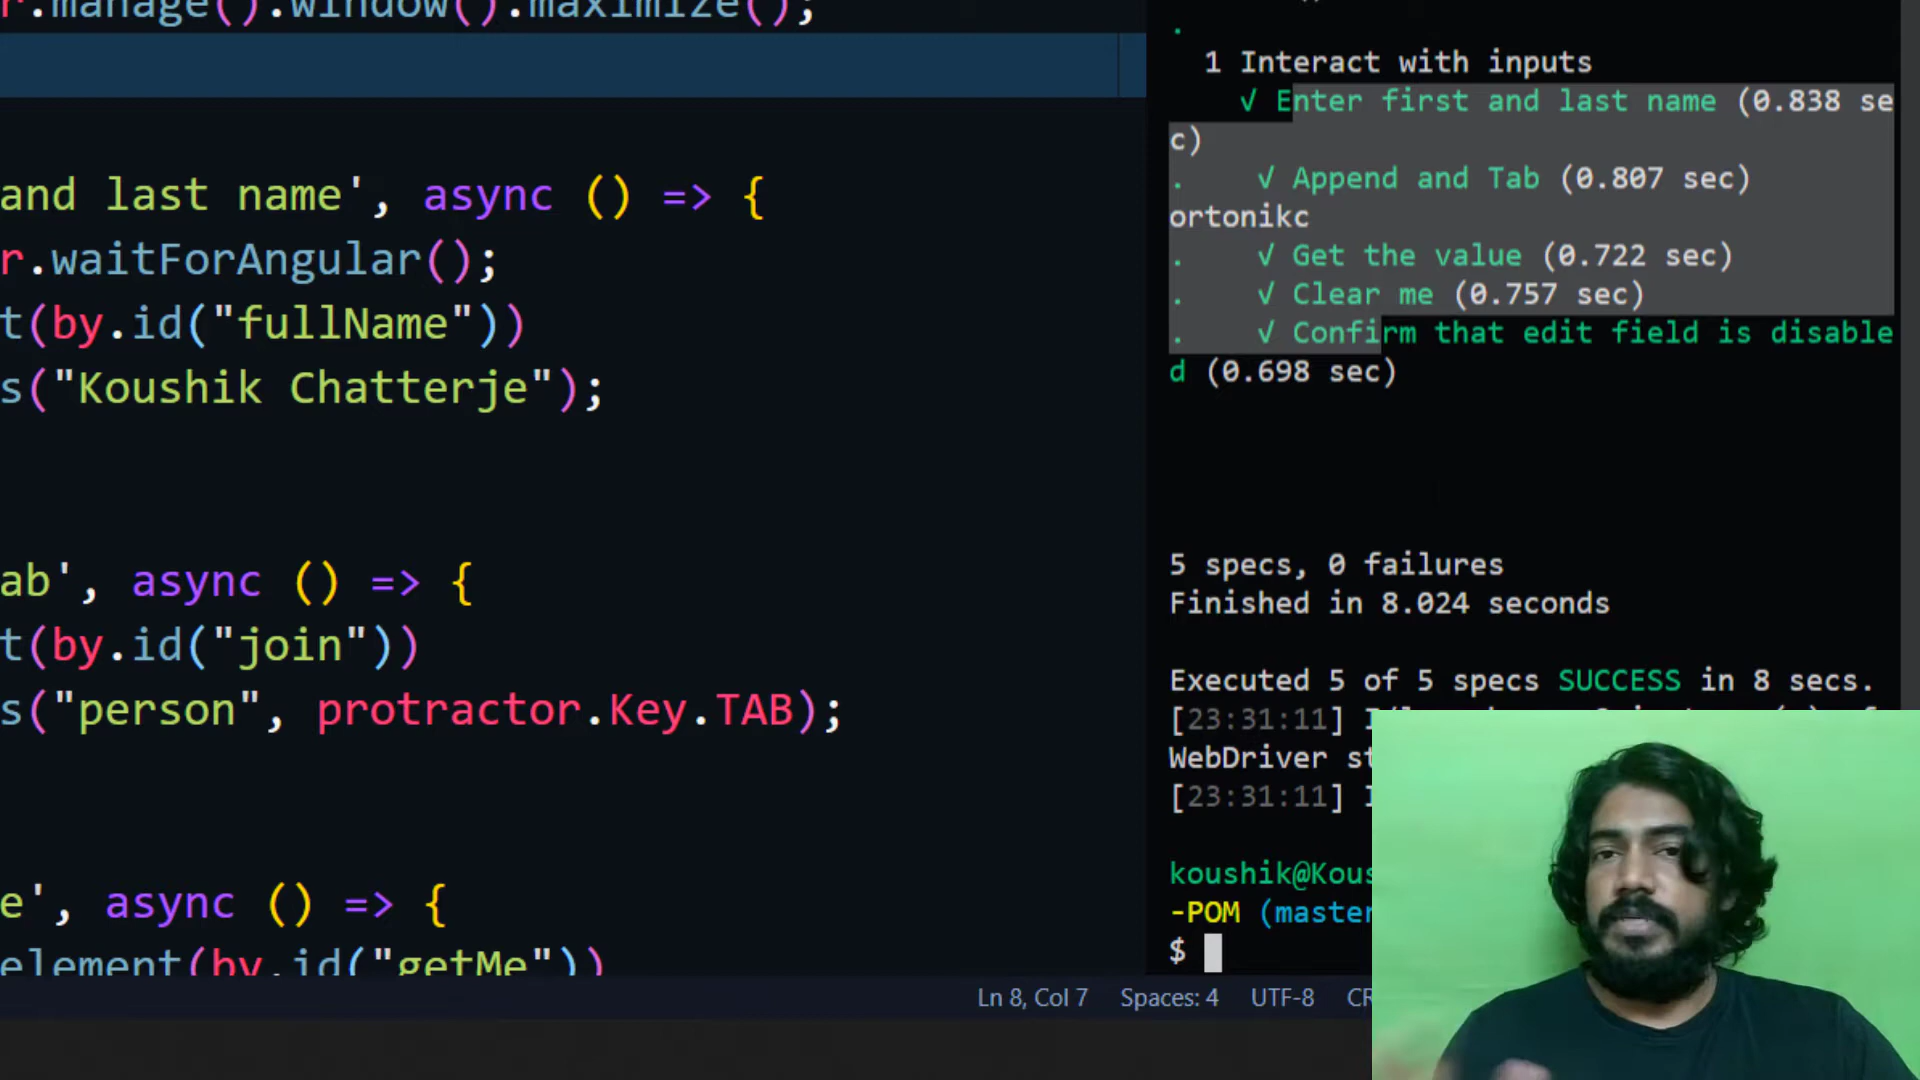 r.manage().window().maximize();
and last name', async () => {
r.waitForAngular();
t(by.id("fullName"))
s("Koushik Chatterje");
ab', async () => {
t(by.id("join"))
s("person", protractor.Key.TAB);
e', async () => {
element(by.id("getMe"))
.
1 Interact with inputs
√ Enter first and last name (0.838 se
c)
. √ Append and Tab (0.807 sec)
ortonikc
. √ Get the value (0.722 sec)
. √ Clear me (0.757 sec)
. √ Confirm that edit field is disable
d (0.698 sec)
5 specs, 0 failures
Finished in 8.024 seconds
Executed 5 of 5 specs SUCCESS in 8 secs.
[23:31:11]
WebDriver st
[23:31:11] I
koushik@Kous
-POM (master
$
Ln 8, Col 7 Spaces: 4 UTF-8 CR